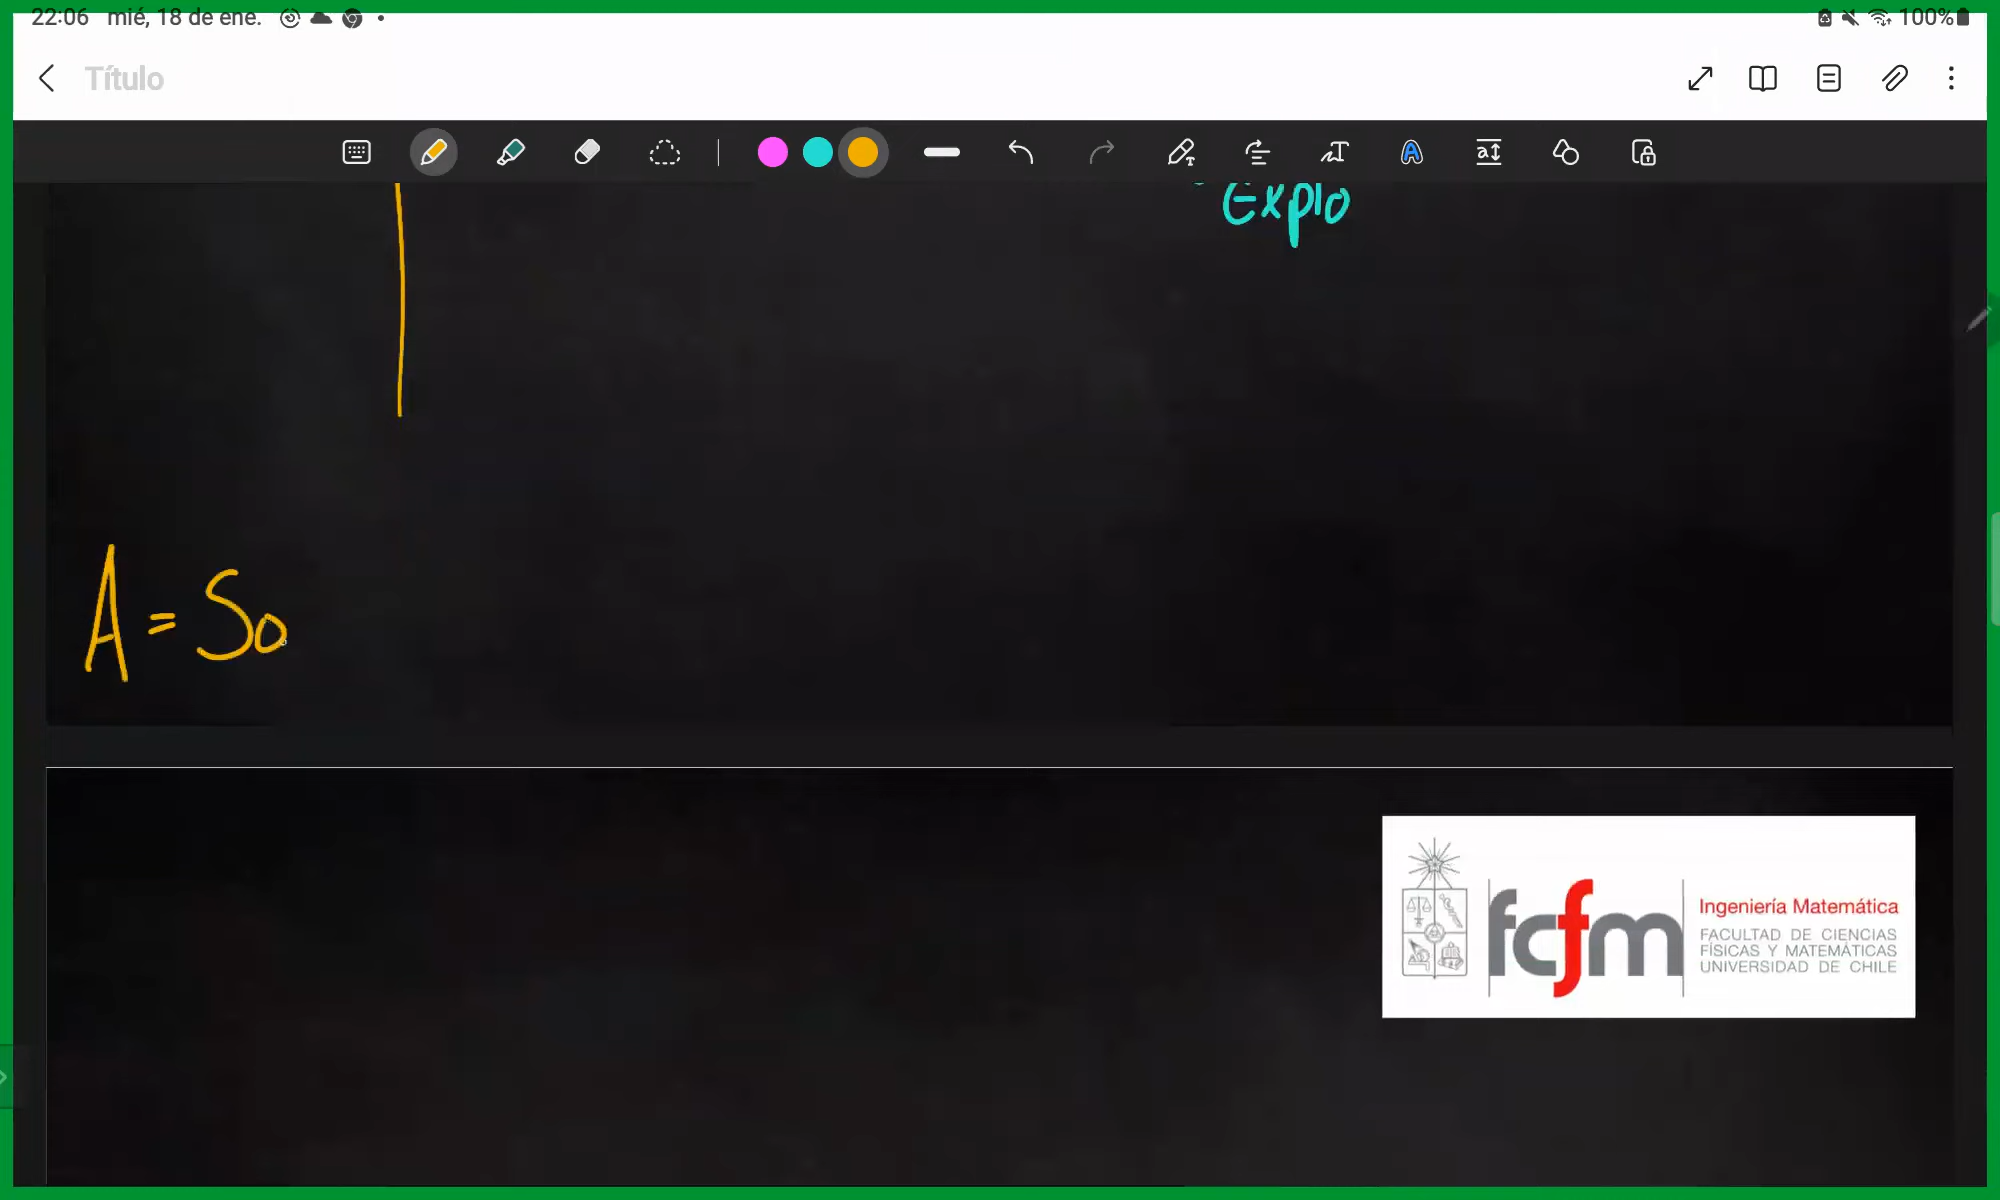 22:06 mié, 18 de ene. 100%
Título
a
Explo
A = So
fcfm
Ingeniería Matemática
FACULTAD DE CIENCIAS
FÍSICAS Y MATEMÁTICAS
UNIVERSIDAD DE CHILE